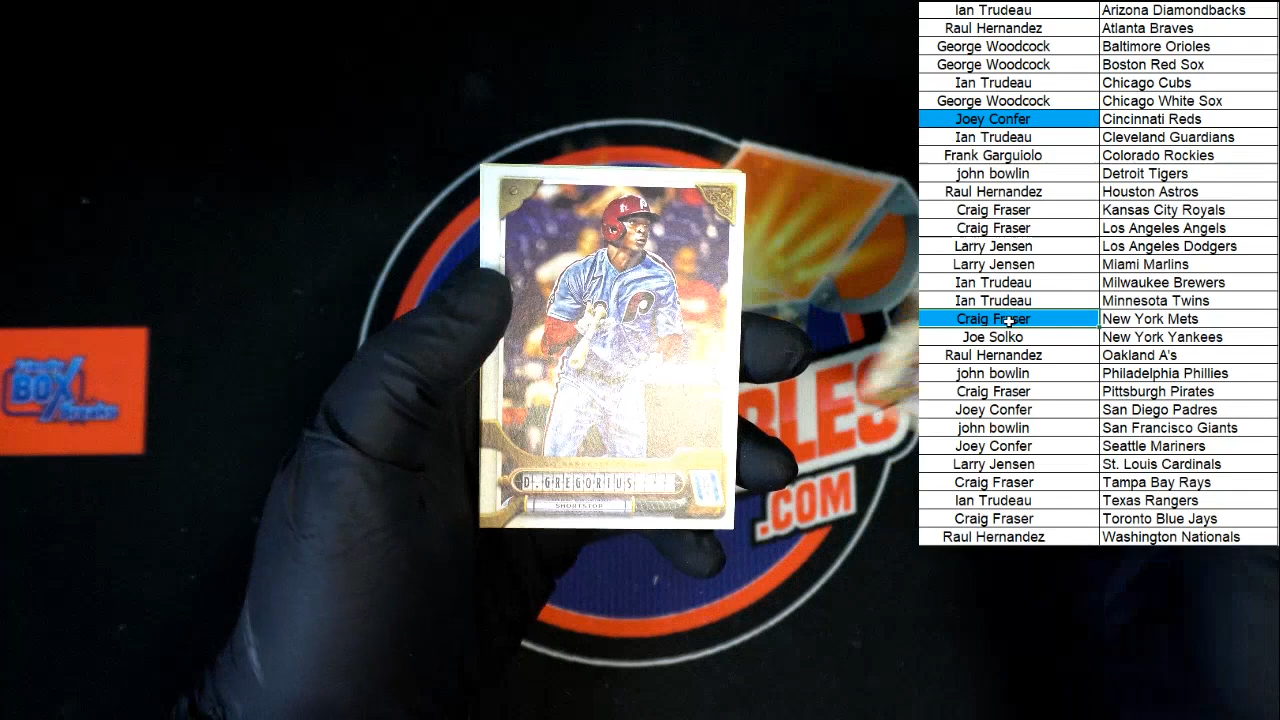 Ian Trudeau Arizona Diamondbacks
Raul Hernandez Atlanta Braves
George Woodcock Baltimore Orioles
George Woodcock Boston Red Sox
Ian Trudeau Chicago Cubs
George Woodcock Chicago White Sox
Joey Confer Cincinnati Reds
Ian Trudeau Cleveland Guardians
Frank Garguiolo Colorado Rockies
john bowlin Detroit Tigers
Raul Hernandez Houston Astros
Craig Fraser Kansas City Royals
Craig Fraser Los Angeles Angels
Larry Jensen Los Angeles Dodgers
Larry Jensen Miami Marlins
Ian Trudeau Milwaukee Brewers
Ian Trudeau Minnesota Twins
Craig Fraser New York Mets
Joe Solko New York Yankees
Raul Hernandez Oakland A's
john bowlin Philadelphia Phillies
Craig Fraser Pittsburgh Pirates
Joey Confer San Diego Padres
john bowlin San Francisco Giants
Joey Confer Seattle Mariners
Larry Jensen St. Louis Cardinals
Craig Fraser Tampa Bay Rays
Ian Trudeau Texas Rangers
Craig Fraser Toronto Blue Jays
Raul Hernandez Washington Nationals
P
D. GREGORIUS
SHORTSTOP
BLES
.COM
BOX
Breaks